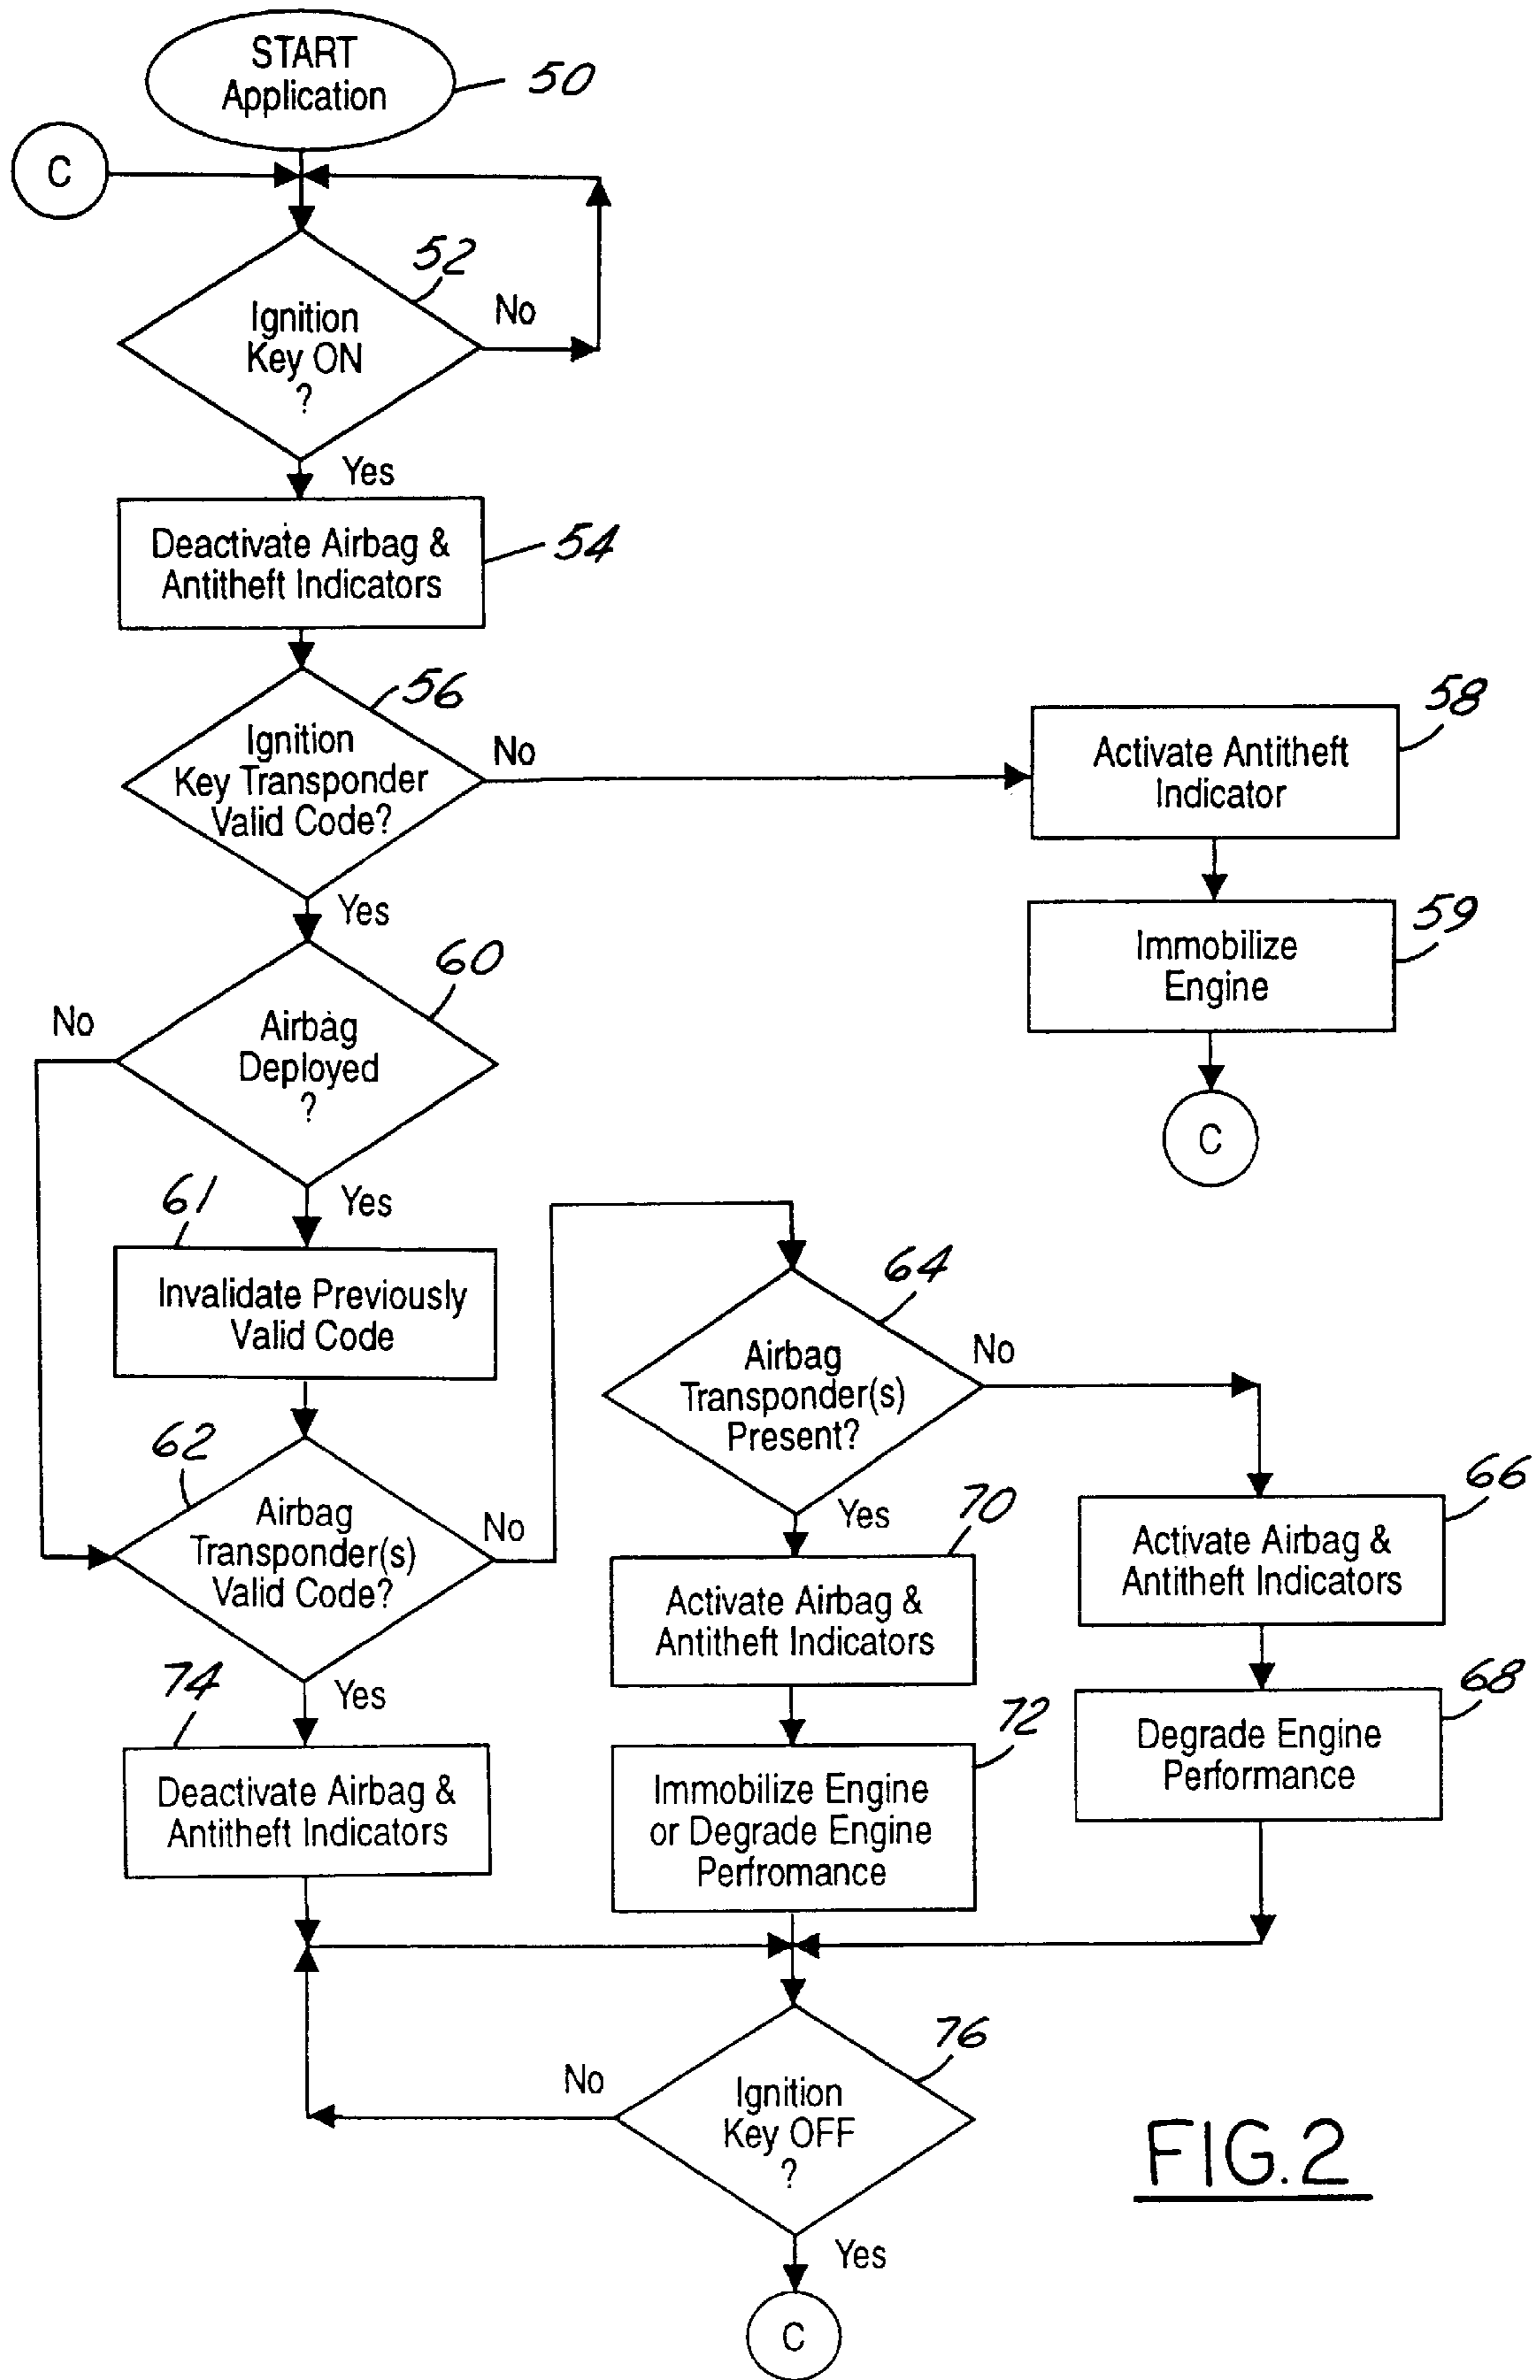 START
Application
50
C
52
Ignition
Key ON
?
No
Yes
Deactivate Airbag &
Antitheft Indicators
54
56
Ignition
Key Transponder
Valid Code?
No
58
Activate Antitheft
Indicator
Yes
59
Immobilize
Engine
C
60
No
Airbag
Deployed
?
Yes
61
Invalidate Previously
Valid Code
64
Airbag
Transponder(s)
Present?
No
62
Airbag
Transponder(s)
Valid Code?
No
Yes
70
66
Activate Airbag &
Antitheft Indicators
Activate Airbag &
Antitheft Indicators
74
Yes
72
68
Degrade Engine
Performance
Deactivate Airbag &
Antitheft Indicators
Immobilize Engine
or Degrade Engine
Perfromance
76
No
Ignition
Key OFF
?
Yes
C
FIG.2